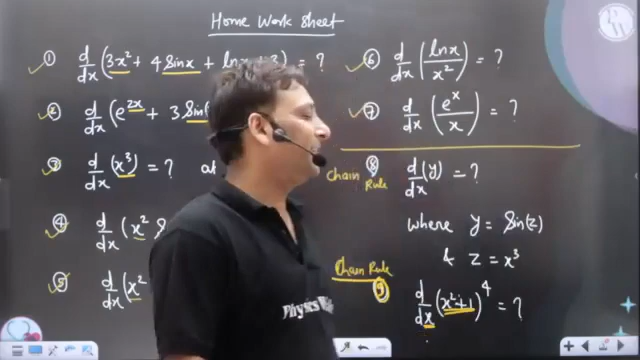 Home Work Sheet
① d/dx (3x² + 4 Sinx + lnx + 3) = ?
② d/dx (e^2x + 3 Sin(
③ d/dx (x³) = ? at
④ d/dx (x² S
⑤ d/dx (x²
⑥ d/dx (lnx/x²) = ?
⑦ d/dx (e^x/x) = ?
Chain Rule ⑧ d/dx (y) = ?
where y = Sin(z)
& z = x³
Chain Rule
⑨ d/dx (x²+1)⁴ = ?
Physics W